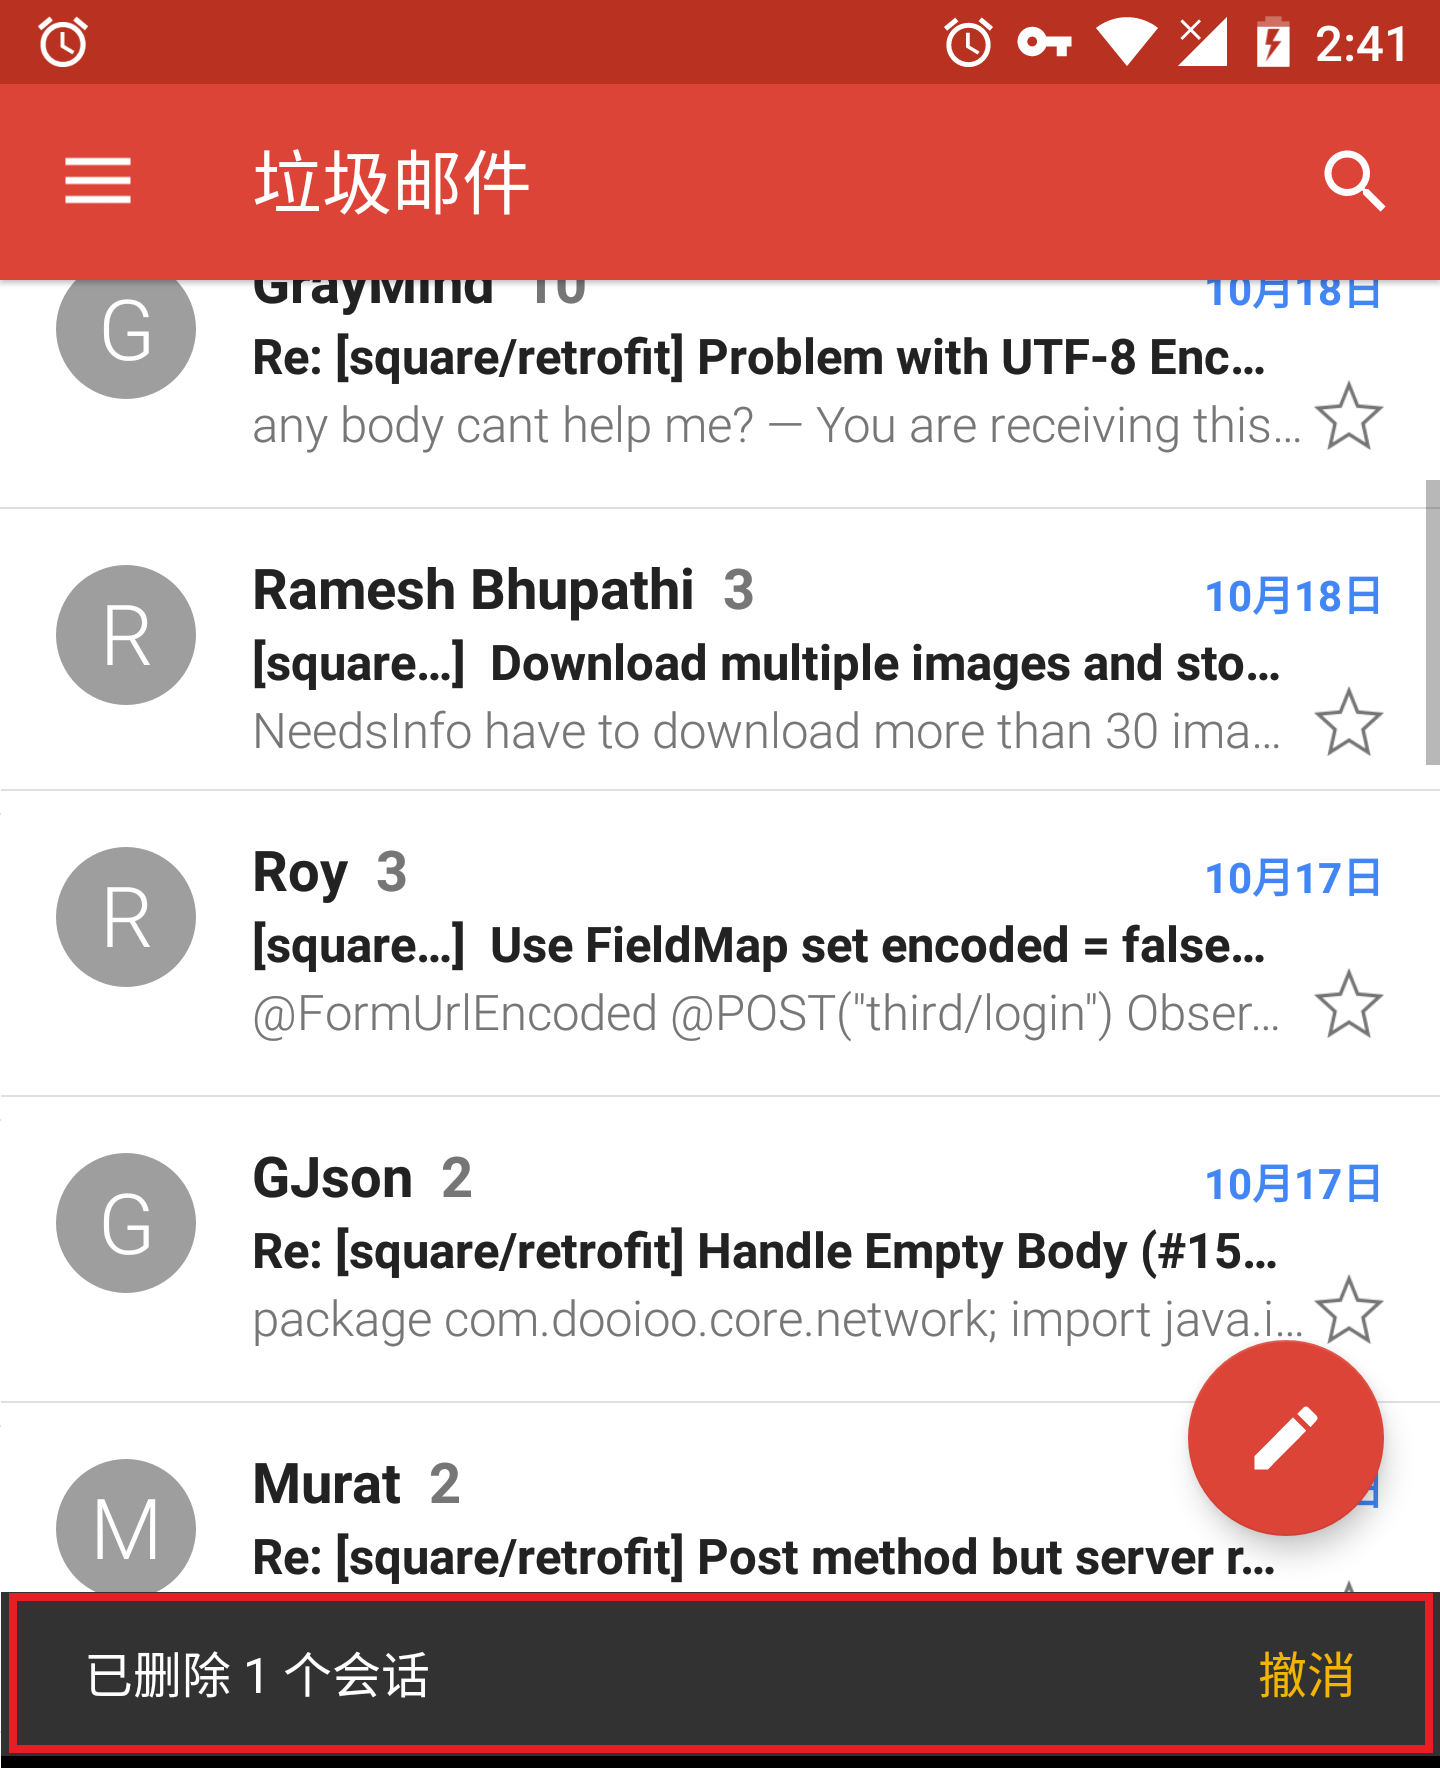 2:41
垃圾邮件
GrayMind 10
10月18日
G
Re: [square/retrofit] Problem with UTF-8 Enc...
any body cant help me? — You are receiving this...
Ramesh Bhupathi 3
10月18日
R
[square...] Download multiple images and sto...
NeedsInfo have to download more than 30 ima...
Roy 3
10月17日
R
[square...] Use FieldMap set encoded = false...
@FormUrlEncoded @POST("third/login") Obser...
GJson 2
10月17日
G
Re: [square/retrofit] Handle Empty Body (#15...
package com.dooioo.core.network; import java.i...
Murat 2
日
M
Re: [square/retrofit] Post method but server r...
已删除 1 个会话
撤消